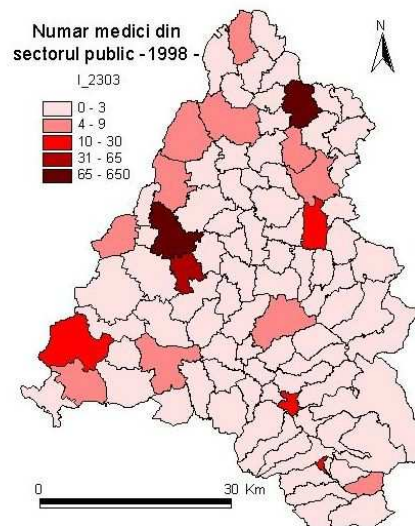 Numar medici din
sectorul public - 1998 -
I_2303
0 - 3
4 - 9
10 - 30
31 - 65
65 - 650
N
0 30 Km